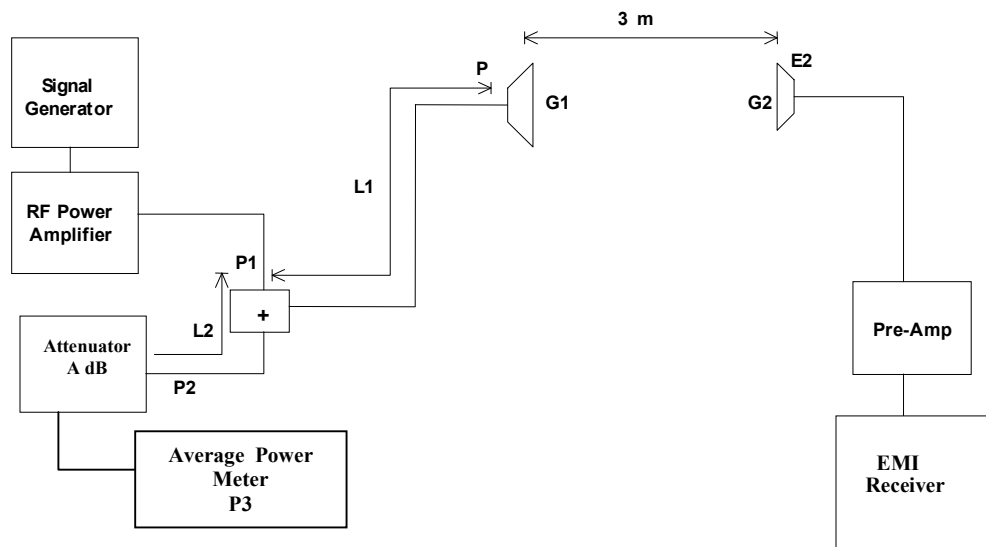 3 m
Signal
Generator
P
G1
G2
E2
L1
RF Power
Amplifier
P1
+
L2
Attenuator
A dB
P2
Pre-Amp
Average Power
Meter
P3
EMI
Receiver